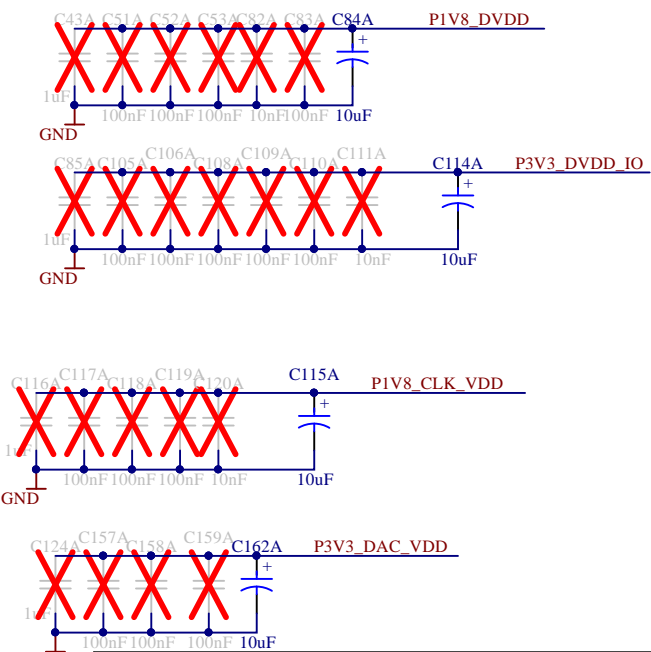 C43A C51A C52A C53A C82A C83A C84A P1V8_DVDD
+
1uF
100nF 100nF 100nF 10nF 100nF 10uF
GND
C106A C109A C111A
C85A C105A C108A C110A C114A P3V3_DVDD_IO
+
1uF
100nF 100nF 100nF 100nF 100nF 10nF 10uF
GND
C117A C119A C115A
C116A C118A C120A P1V8_CLK_VDD
+
1uF
100nF 100nF 100nF 10nF 10uF
GND
C157A C159A
C124A C158A C162A P3V3_DAC_VDD
+
1uF
100nF 100nF 100nF 10uF